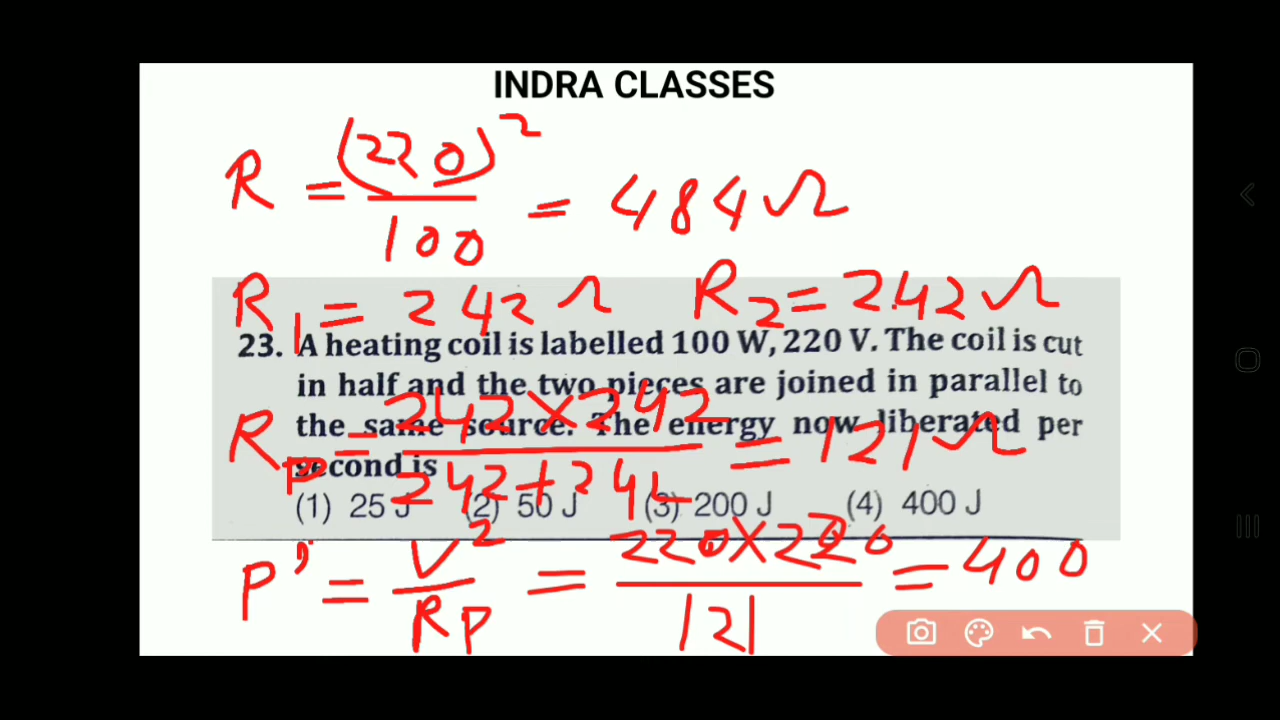 INDRA CLASSES
R = (220)² / 100 = 484 Ω
R₁ = 242 Ω R₂ = 242 Ω
23. A heating coil is labelled 100 W, 220 V. The coil is cut
in half and the two pieces are joined in parallel to
the same source. The energy now liberated per
second is
Rₚ = 242 × 242 / 242 + 242 = 121 Ω
(1) 25 J (2) 50 J (3) 200 J (4) 400 J
P' = V² / Rₚ = 220 × 220 / 121 = 400